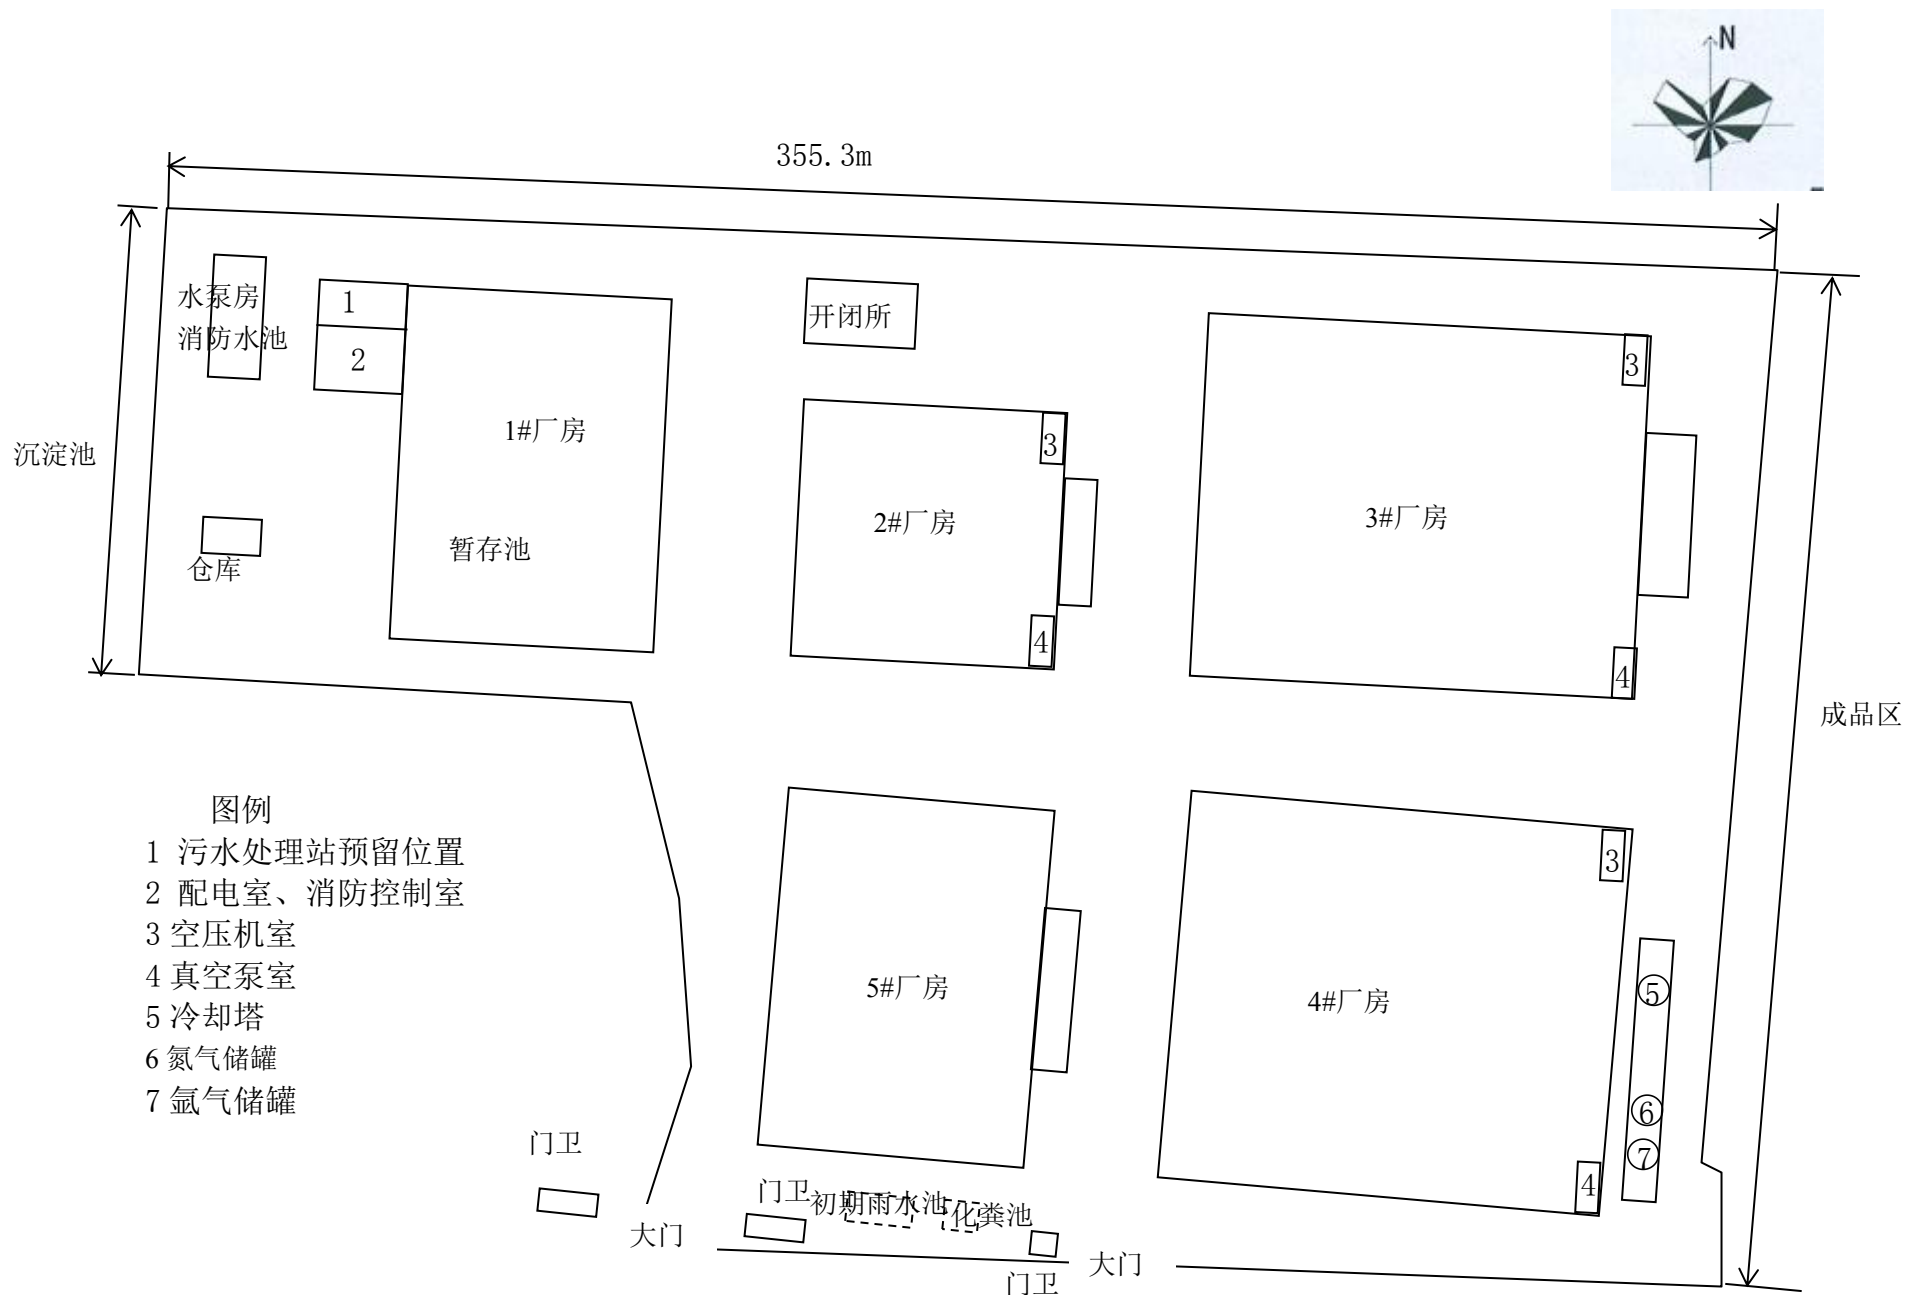 N
355.3m
水泵房
消防水池
1
2
开闭所
3
3
1#厂房
沉淀池
2#厂房
3#厂房
暂存池
仓库
4
4
成品区
图例
1 污水处理站预留位置
2 配电室、消防控制室
3 空压机室
4 真空泵室
5 冷却塔
6 氮气储罐
7 氩气储罐
3
5#厂房
4#厂房
5
6
7
4
门卫
门卫
初期雨水池
化粪池
大门
大门
门卫